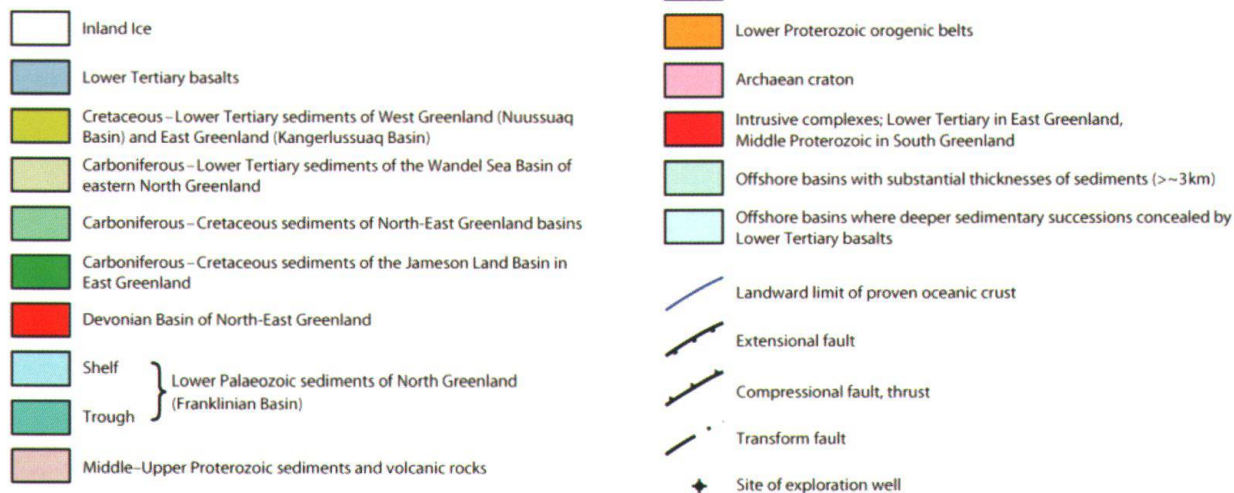 Inland Ice
Lower Tertiary basalts
Cretaceous–Lower Tertiary sediments of West Greenland (Nuussuaq
Basin) and East Greenland (Kangerlussuaq Basin)
Carboniferous–Lower Tertiary sediments of the Wandel Sea Basin of
eastern North Greenland
Carboniferous–Cretaceous sediments of North-East Greenland basins
Carboniferous–Cretaceous sediments of the Jameson Land Basin in
East Greenland
Devonian Basin of North-East Greenland
Shelf
Trough
Lower Palaeozoic sediments of North Greenland
(Franklinian Basin)
Middle–Upper Proterozoic sediments and volcanic rocks
Lower Proterozoic orogenic belts
Archaean craton
Intrusive complexes; Lower Tertiary in East Greenland,
Middle Proterozoic in South Greenland
Offshore basins with substantial thicknesses of sediments (>~3km)
Offshore basins where deeper sedimentary successions concealed by
Lower Tertiary basalts
Landward limit of proven oceanic crust
Extensional fault
Compressional fault, thrust
Transform fault
Site of exploration well